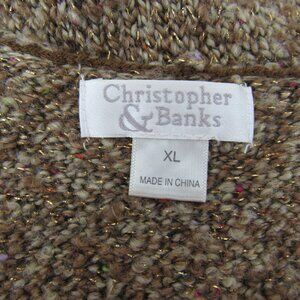 Christopher
& Banks
XL
MADE IN CHINA